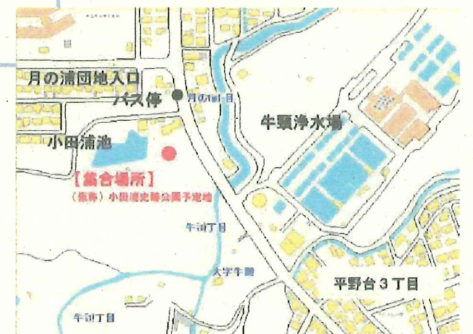 月の浦団地入口
バス停
月の浦1丁目
牛頸浄水場
小田浦池
【集合場所】
(仮称)小田浦史跡公園予定地
牛頸1丁目
大字牛頸
平野台3丁目
牛頸1丁目